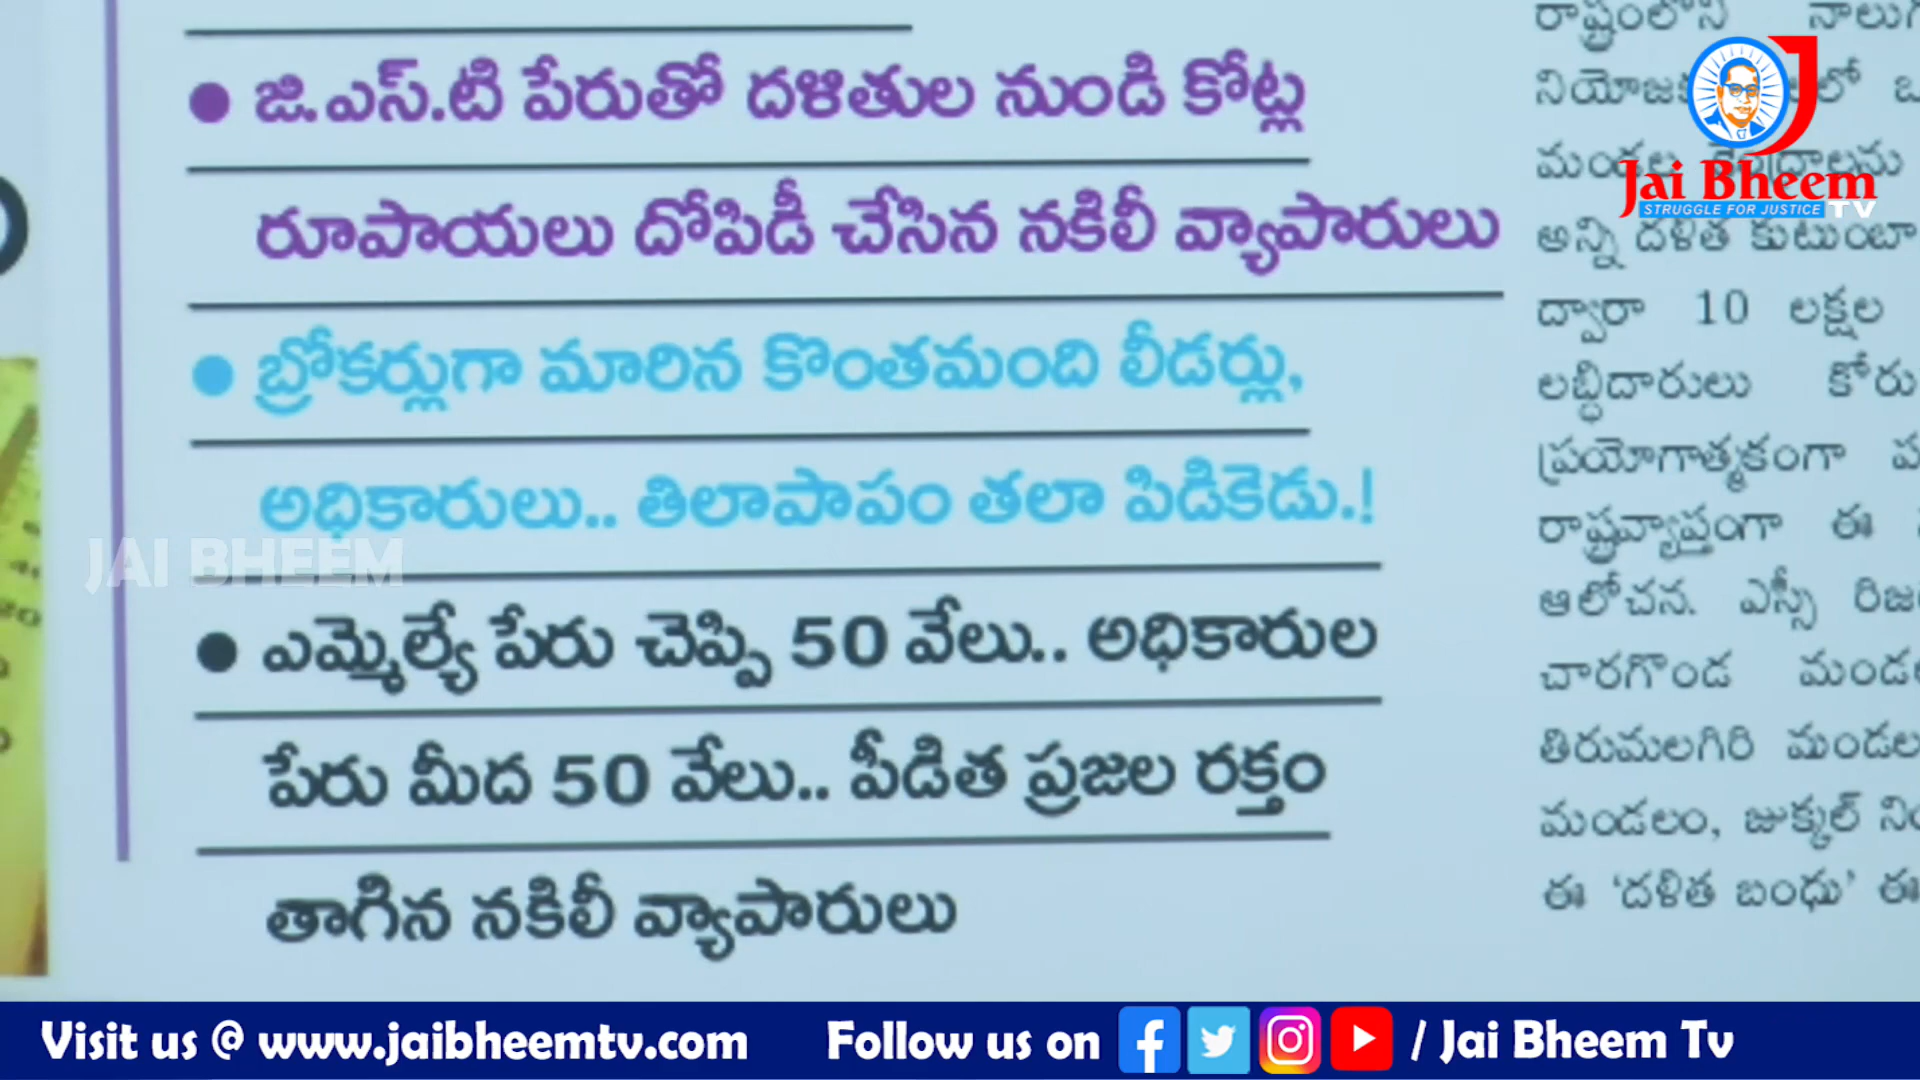 • జి.ఎస్.టి పేరుతో దళితుల నుండి కోట్ల
రూపాయలు దోపిడీ చేసిన నకిలీ వ్యాపారులు
• బ్రోకర్లుగా మారిన కొంతమంది లీడర్లు,
అధికారులు.. తిలాపాపం తలా పిడికెడు.!
• ఎమ్మెల్యే పేరు చెప్పి 50 వేలు.. అధికారుల
పేరు మీద 50 వేలు.. పీడిత ప్రజల రక్తం
తాగిన నకిలీ వ్యాపారులు
రాష్ట్రంలోని
మండల
అన్ని దళిత
ద్వారా 10 లక్షల
లబ్ధిదారులు
ప్రయోగాత్మకంగా
రాష్ట్రవ్యాప్తంగా ఈ
ఆలోచన. ఎస్సీ
చారగొండ
తిరుమలగిరి
మండలం, జుక్కల్
ఈ 'దళిత బంధు' ఈ
Jai Bheem
STRUGGLE FOR JUSTICE TV
JAI BHEEM
Visit us @ www.jaibheemtv.com Follow us on / Jai Bheem Tv